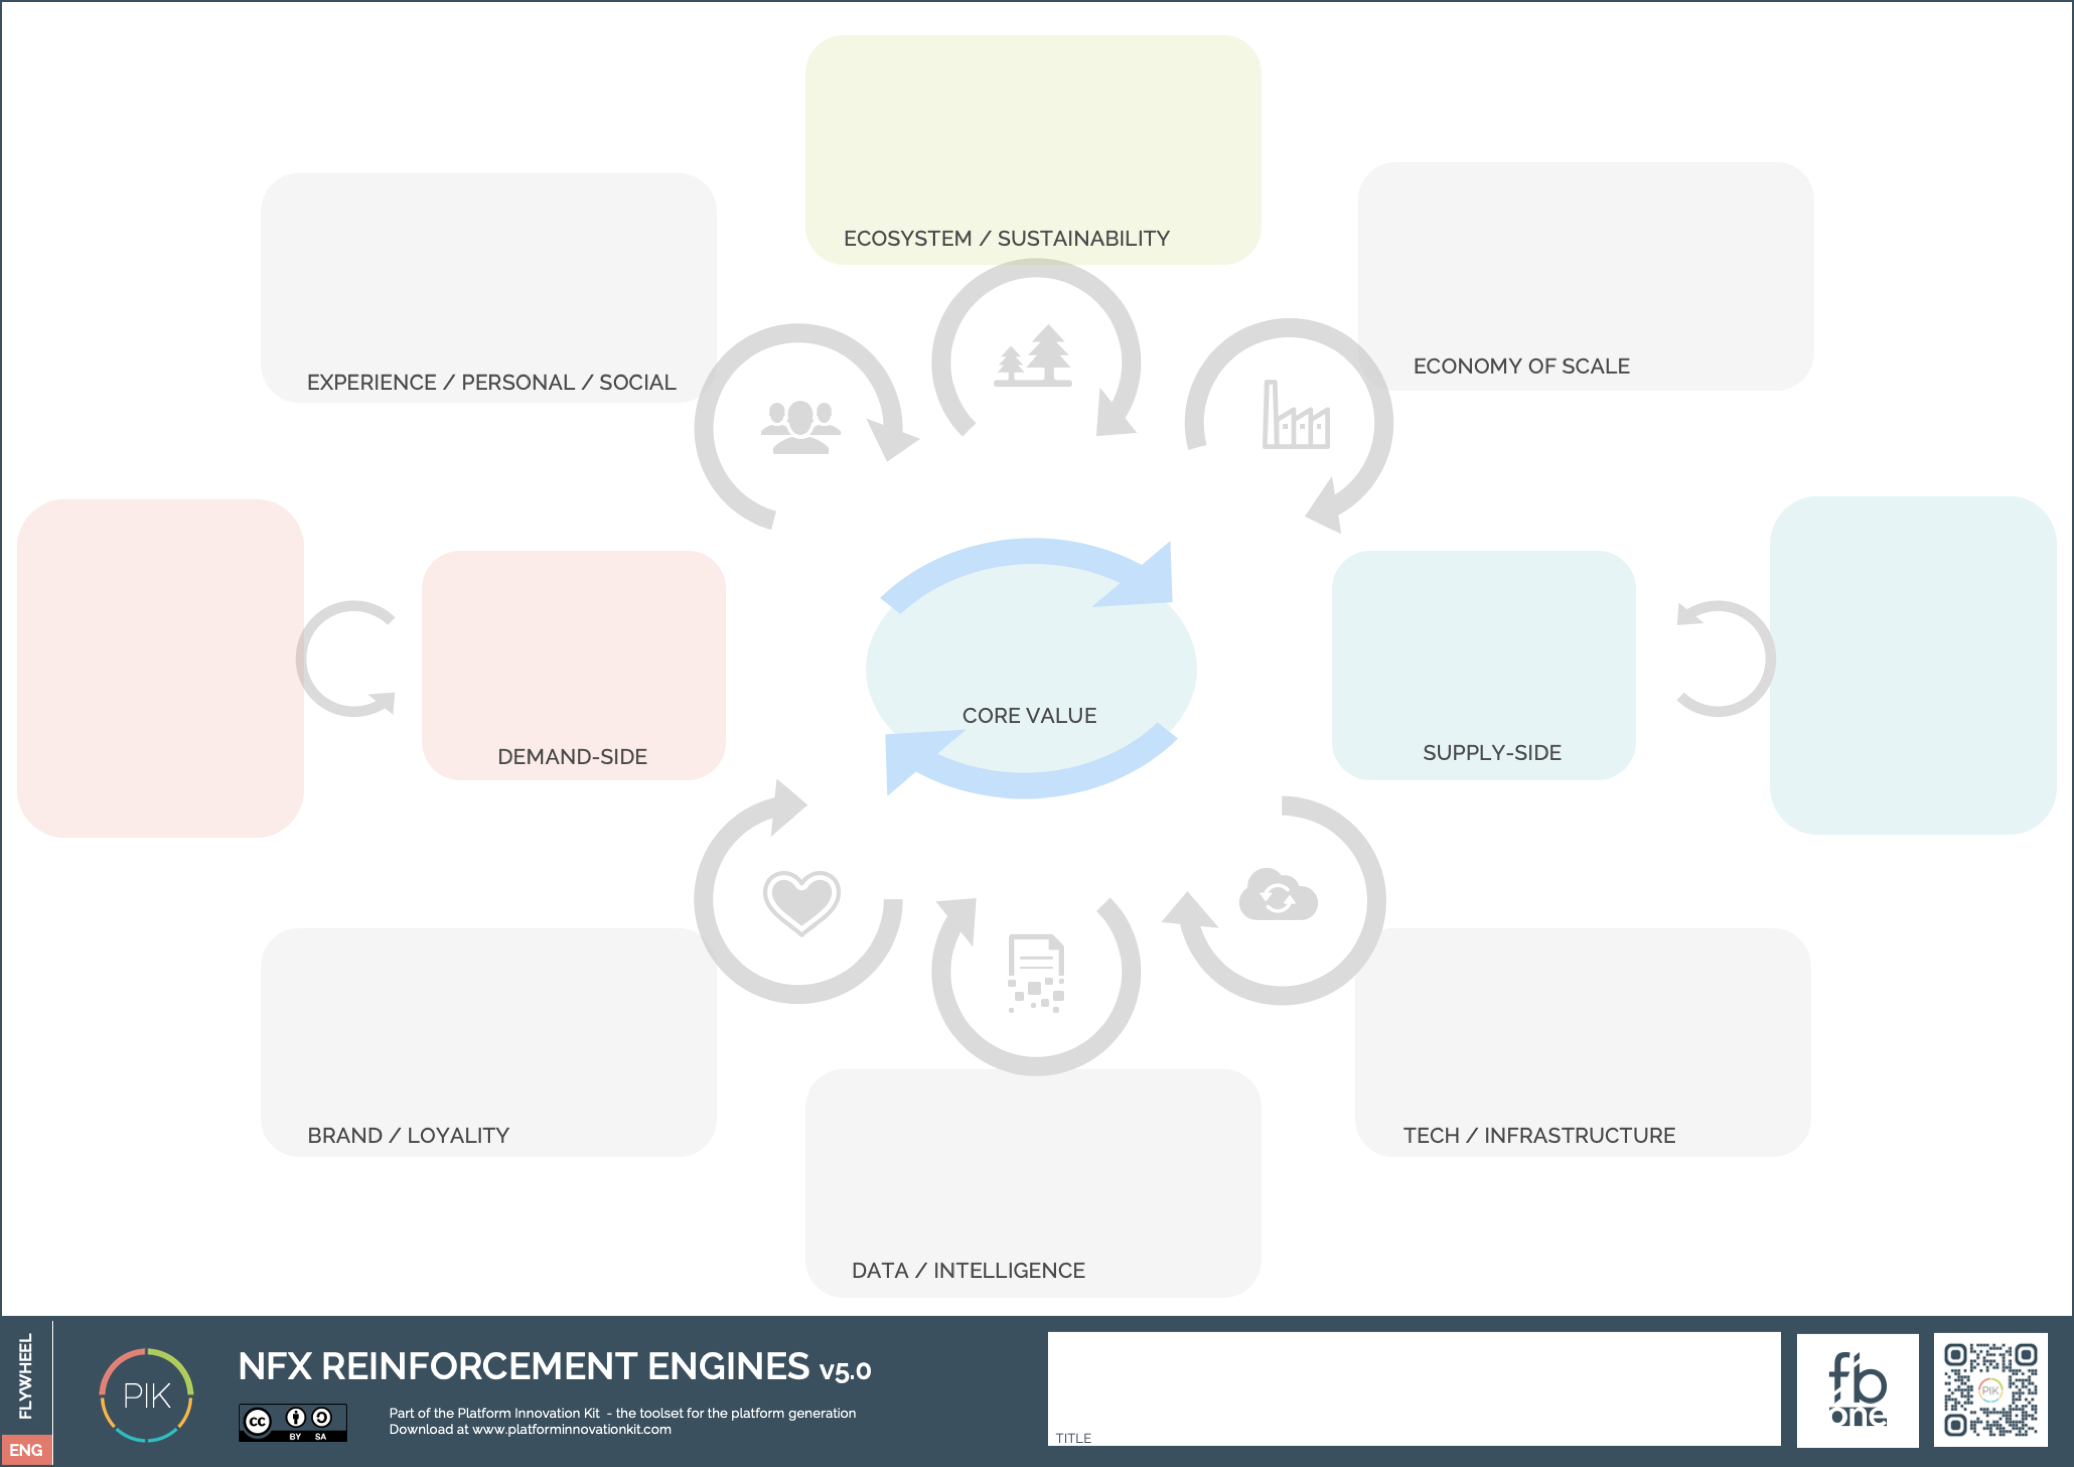 ECOSYSTEM / SUSTAINABILITY
ECONOMY OF SCALE
EXPERIENCE / PERSONAL / SOCIAL
CORE VALUE
DEMAND-SIDE
SUPPLY-SIDE
BRAND / LOYALITY
TECH / INFRASTRUCTURE
DATA / INTELLIGENCE
FLYWHEEL
ENG
PIK
NFX REINFORCEMENT ENGINES v5.0
cc
BY SA
Part of the Platform Innovation Kit - the toolset for the platform generation
Download at www.platforminnovationkit.com
TITLE
fb
one
PIK